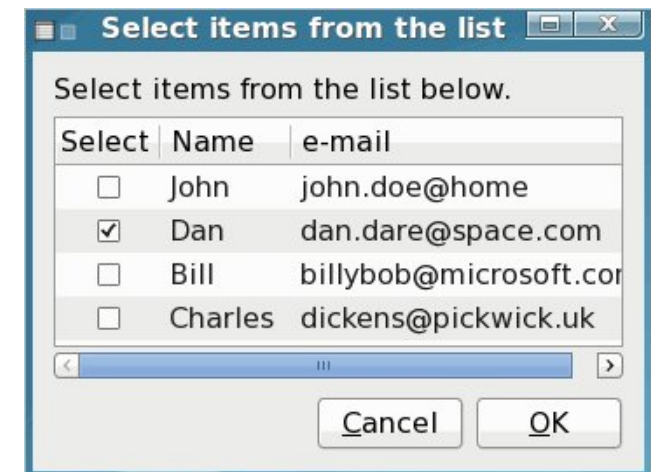 Select items from the list
Select items from the list below.
Select Name e-mail
John john.doe@home
Dan dan.dare@space.com
Bill billybob@microsoft.cor
Charles dickens@pickwick.uk
Cancel OK